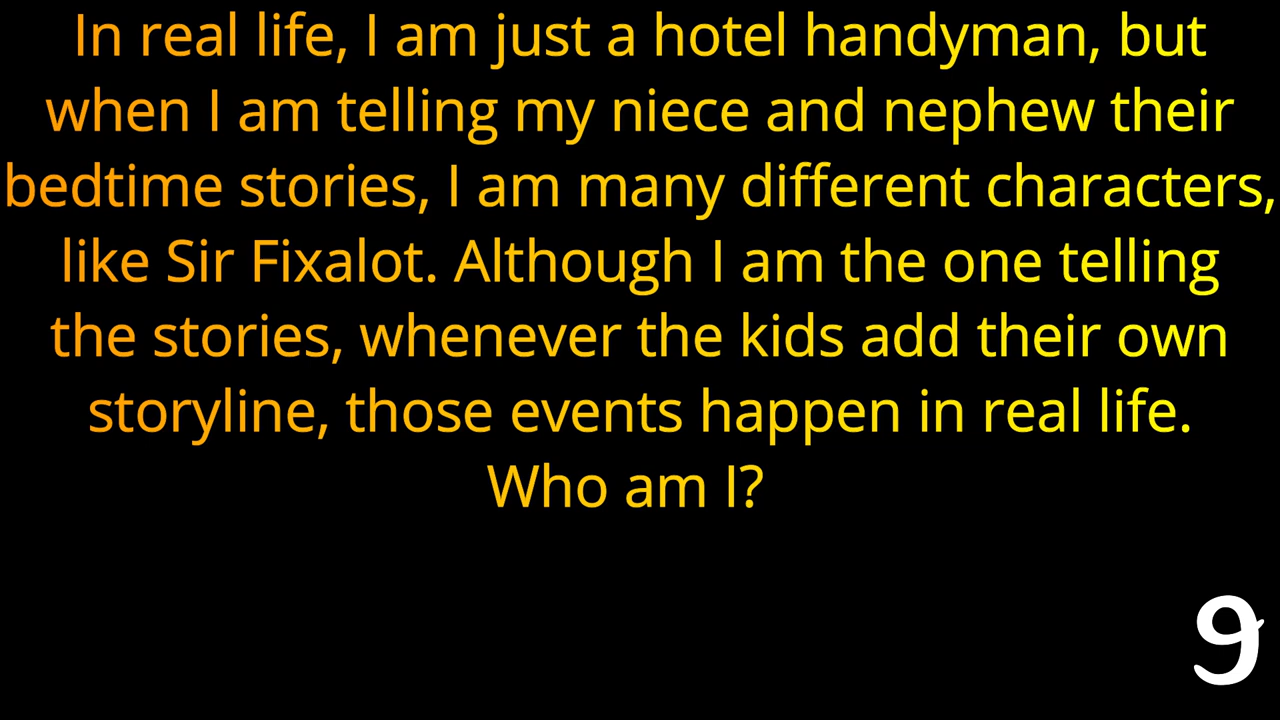 In real life, I am just a hotel handyman, but
when I am telling my niece and nephew their
bedtime stories, I am many different characters,
like Sir Fixalot. Although I am the one telling
the stories, whenever the kids add their own
storyline, those events happen in real life.
Who am I?
9